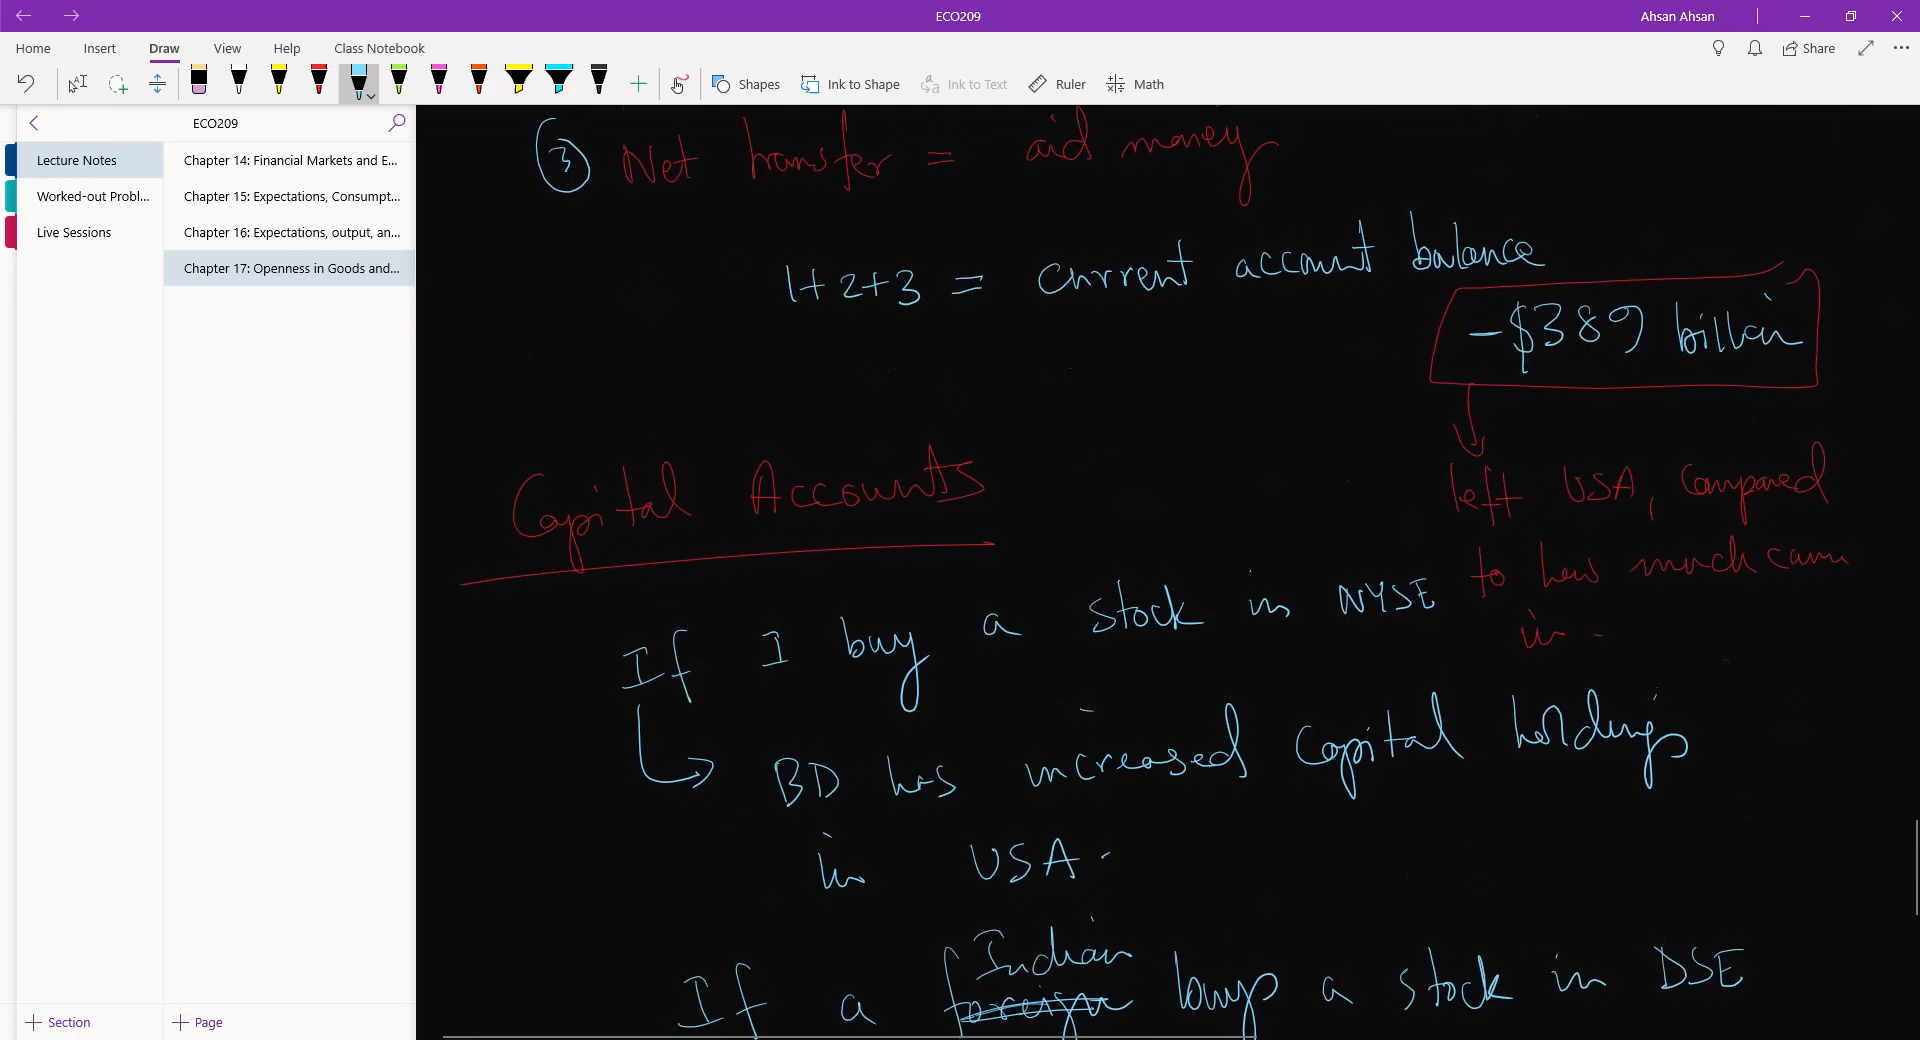 ECO209
Ahsan Ahsan
Home Insert Draw View Help Class Notebook
Share
Shapes Ink to Shape Ink to Text Ruler Math
ECO209
Lecture Notes
Worked-out Probl...
Live Sessions
Chapter 14: Financial Markets and E...
Chapter 15: Expectations, Consumpt...
Chapter 16: Expectations, output, an...
Chapter 17: Openness in Goods and...
+ Section
+ Page
3 Net transfer = aid money
1+2+3 = Current account balance
-$389 billion
left USA, compared
to how much came
in.
Capital Accounts
If I buy a stock in NYSE
BD has increased capital holdings
in USA.
Indian
If a foreign buys a stock in DSE